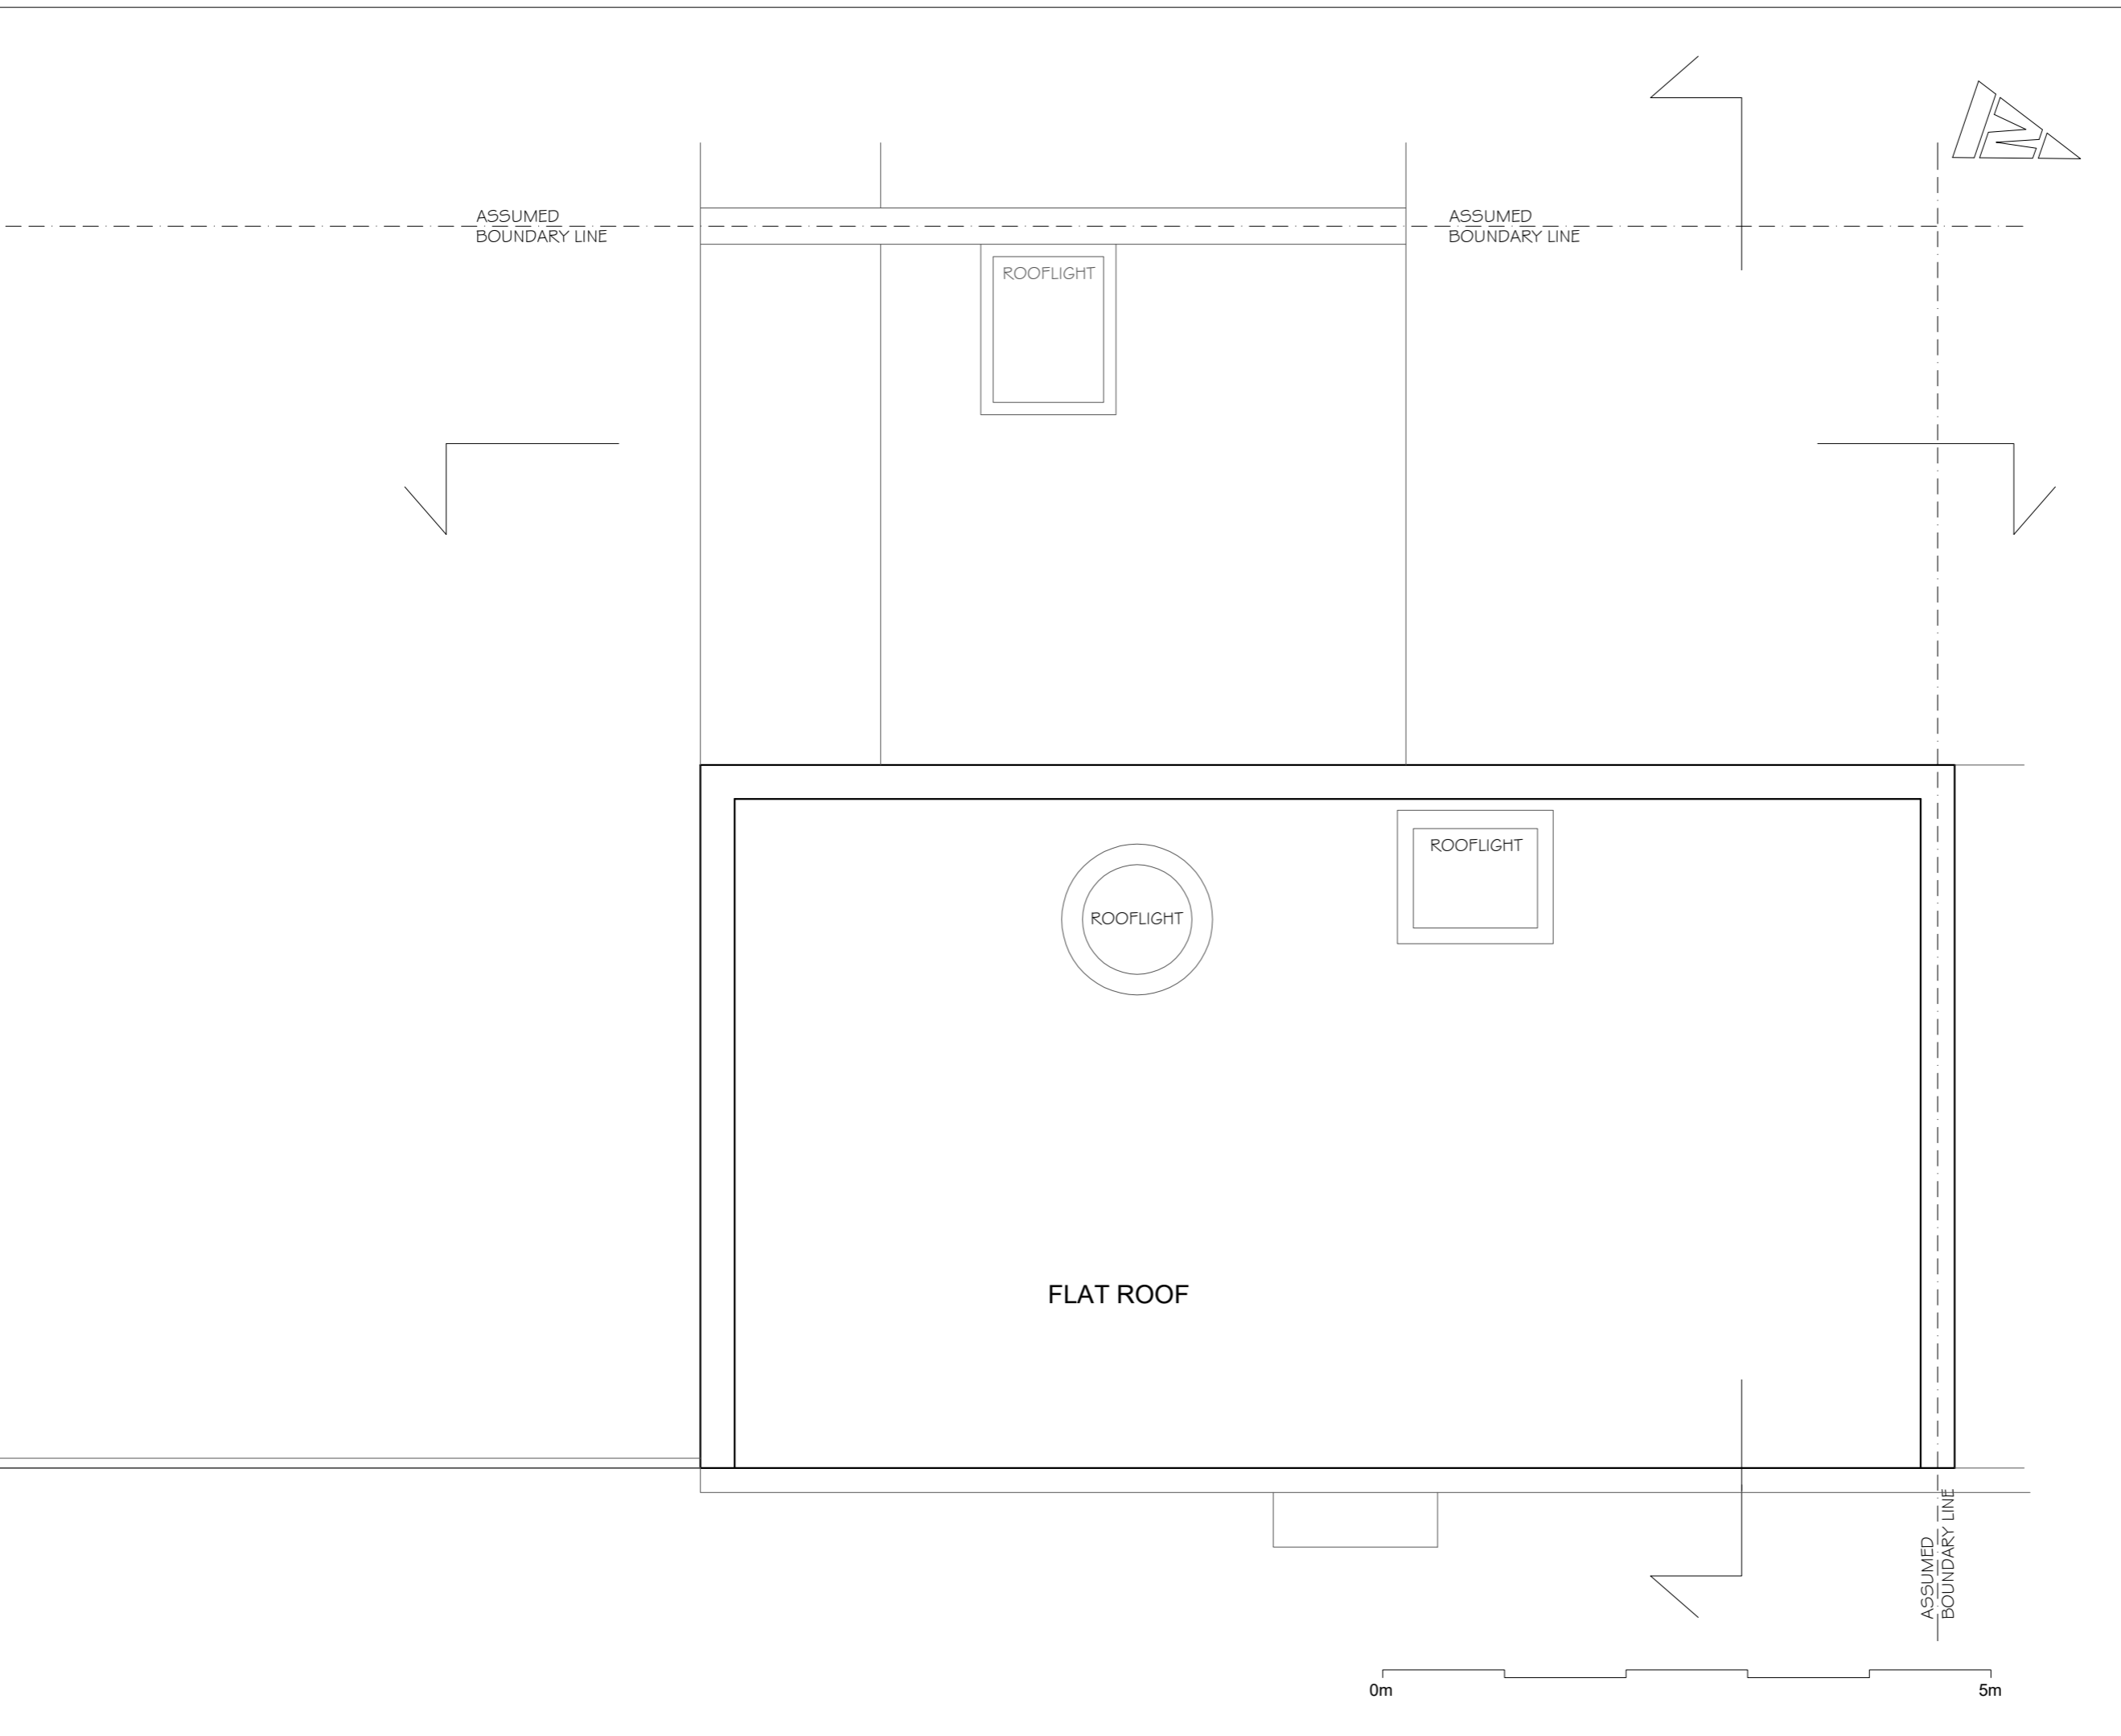 N
ASSUMED
BOUNDARY LINE
ASSUMED
BOUNDARY LINE
ROOFLIGHT
ROOFLIGHT
ROOFLIGHT
FLAT ROOF
ASSUMED
BOUNDARY LINE
0m
5m